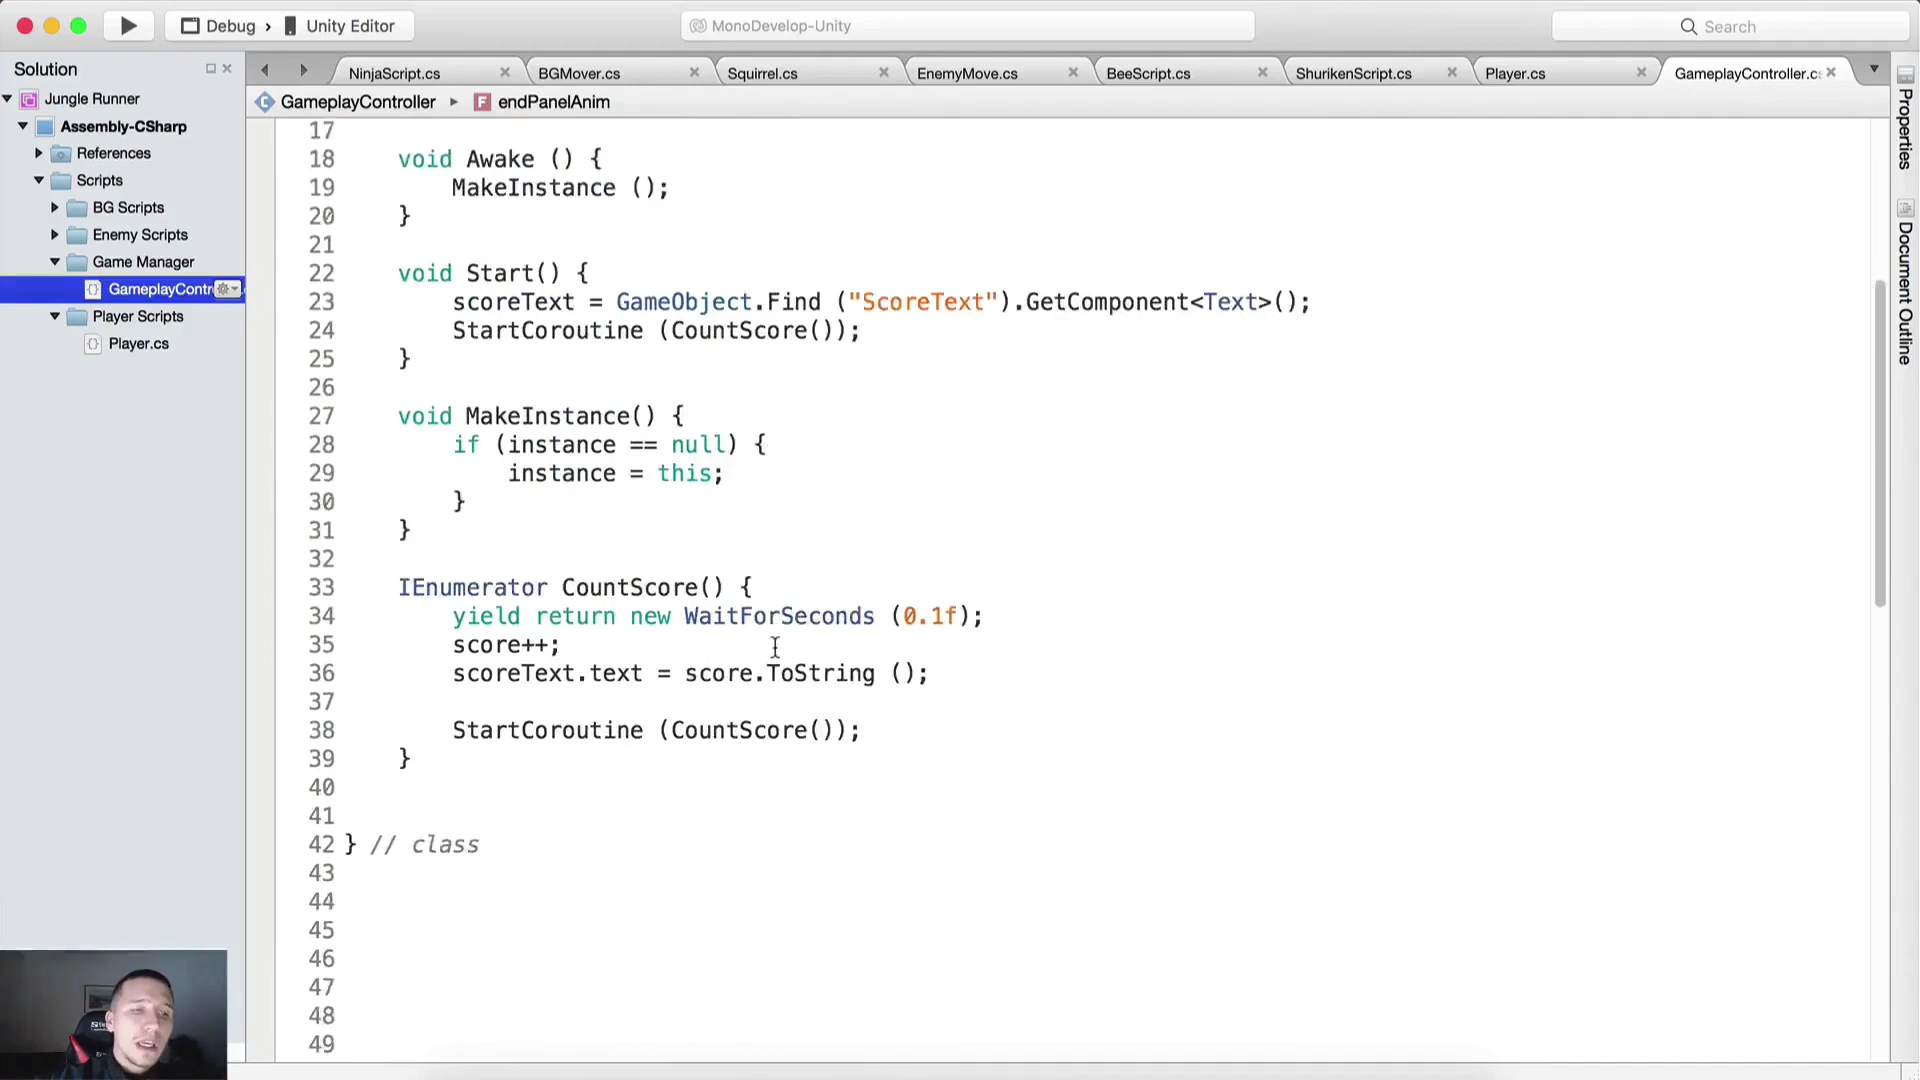 Debug › Unity Editor
MonoDevelop-Unity
Search
Solution
NinjaScript.cs
BGMover.cs
Squirrel.cs
EnemyMove.cs
BeeScript.cs
ShurikenScript.cs
Player.cs
GameplayController.c
GameplayController
endPanelAnim
Jungle Runner
Assembly-CSharp
References
Scripts
BG Scripts
Enemy Scripts
Game Manager
GameplayContr
Player Scripts
Player.cs
17
18 void Awake () {
19 MakeInstance ();
20 }
21
22 void Start() {
23 scoreText = GameObject.Find ("ScoreText").GetComponent<Text>();
24 StartCoroutine (CountScore());
25 }
26
27 void MakeInstance() {
28 if (instance == null) {
29 instance = this;
30 }
31 }
32
33 IEnumerator CountScore() {
34 yield return new WaitForSeconds (0.1f);
35 score++;
36 scoreText.text = score.ToString ();
37
38 StartCoroutine (CountScore());
39 }
40
41
42 } // class
43
44
45
46
47
48
49
Properties
Document Outline